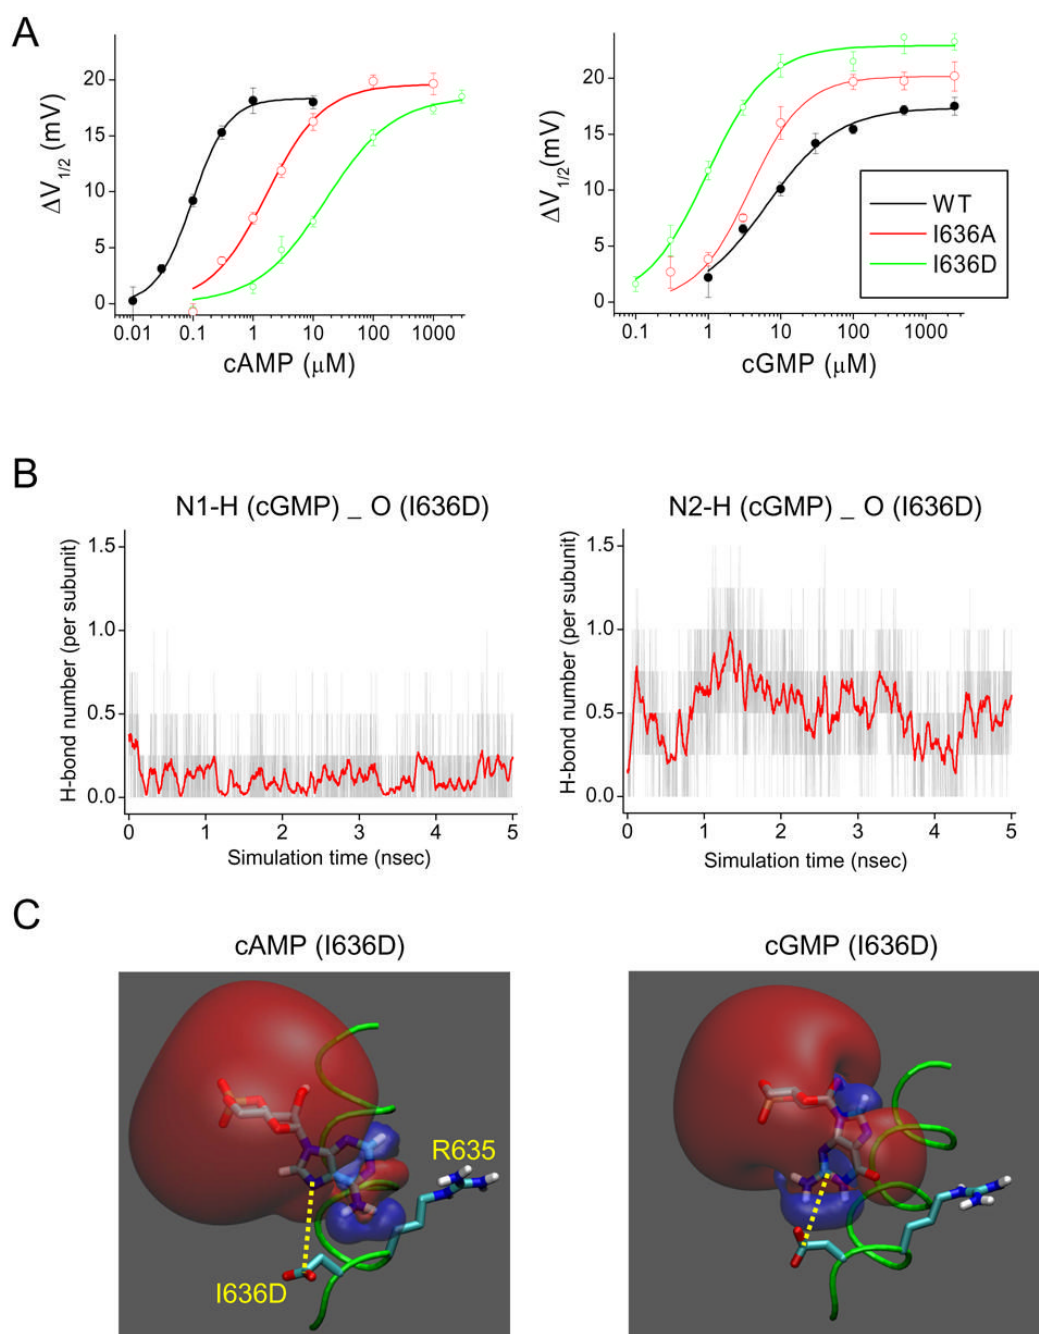 A
ΔV1/2 (mV)
20
15
10
5
0
0.01 0.1 1 10 100 1000
cAMP (μM)
ΔV1/2(mV)
20
15
10
5
0
0.1 1 10 100 1000
cGMP (μM)
WT
I636A
I636D
B
N1-H (cGMP) _ O (I636D)
H-bond number (per subunit)
1.5
1.0
0.5
0.0
0 1 2 3 4 5
Simulation time (nsec)
N2-H (cGMP) _ O (I636D)
H-bond number (per subunit)
1.5
1.0
0.5
0.0
0 1 2 3 4 5
Simulation time (nsec)
C
cAMP (I636D)
R635
I636D
cGMP (I636D)